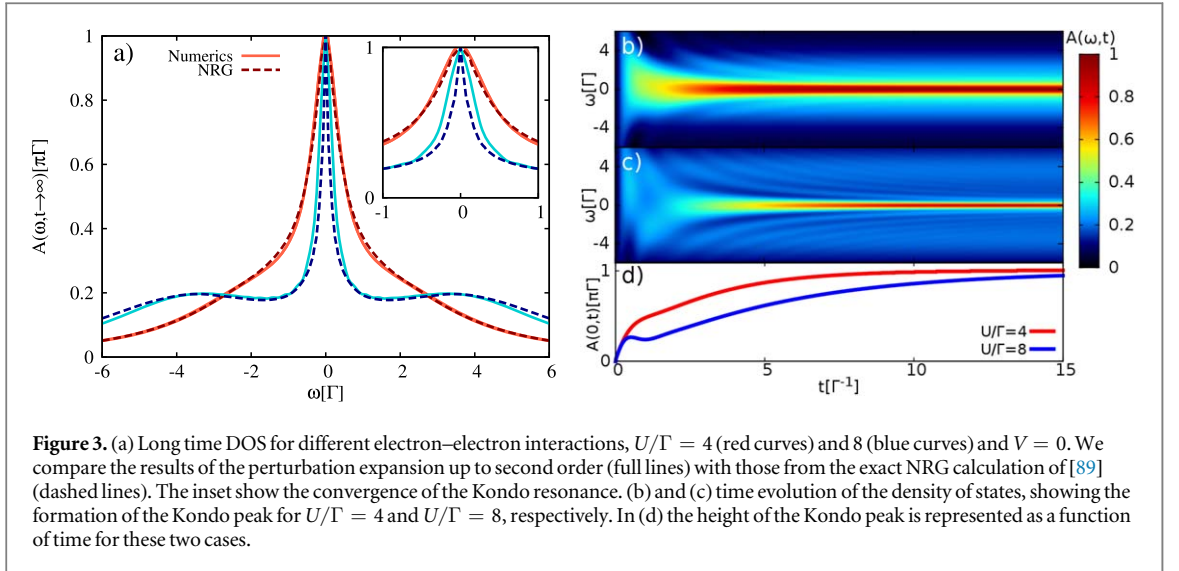 a)
Numerics
NRG
A(ω,t→∞)[πΓ]
1
0.8
0.6
0.4
0.2
0
-6
-4
-2
0
2
4
6
ω[Γ]
1
0
-1
0
1
b)
ω[Γ]
4
0
-4
c)
ω[Γ]
4
0
-4
A(ω,t)
1
0.8
0.6
0.4
0.2
0
d)
A(0,t)[πΓ]
1
0
U/Γ=4
U/Γ=8
0
5
10
15
t[Γ⁻¹]
Figure 3. (a) Long time DOS for different electron–electron interactions, U/Γ = 4 (red curves) and 8 (blue curves) and V = 0. We
compare the results of the perturbation expansion up to second order (full lines) with those from the exact NRG calculation of [89]
(dashed lines). The inset show the convergence of the Kondo resonance. (b) and (c) time evolution of the density of states, showing the
formation of the Kondo peak for U/Γ = 4 and U/Γ = 8, respectively. In (d) the height of the Kondo peak is represented as a function
of time for these two cases.